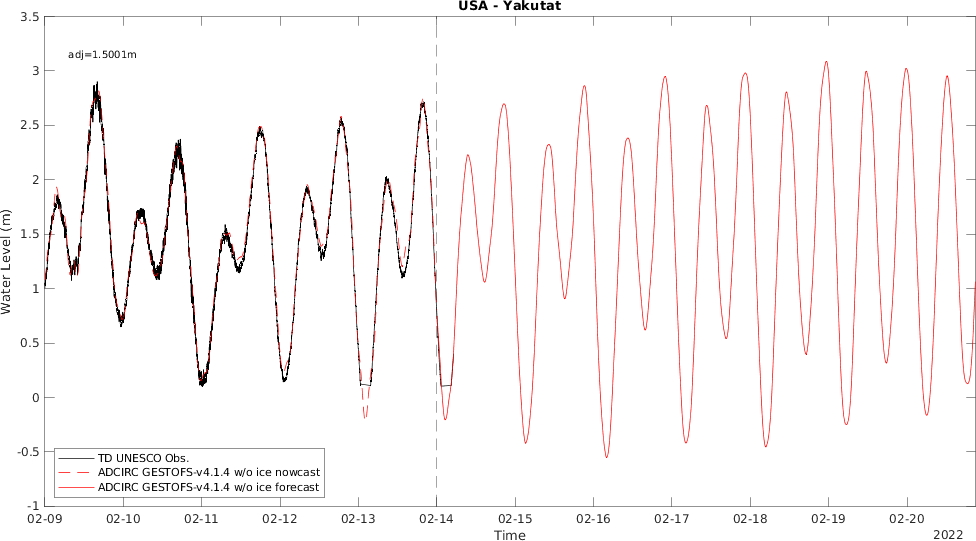 USA - Yakutat
adj=1.5001m
3.5
3
2.5
2
1.5
1
0.5
0
-0.5
-1
Water Level (m)
TD UNESCO Obs.
ADCIRC GESTOFS-v4.1.4 w/o ice nowcast
ADCIRC GESTOFS-v4.1.4 w/o ice forecast
02-09 02-10 02-11 02-12 02-13 02-14 02-15 02-16 02-17 02-18 02-19 02-20
Time
2022